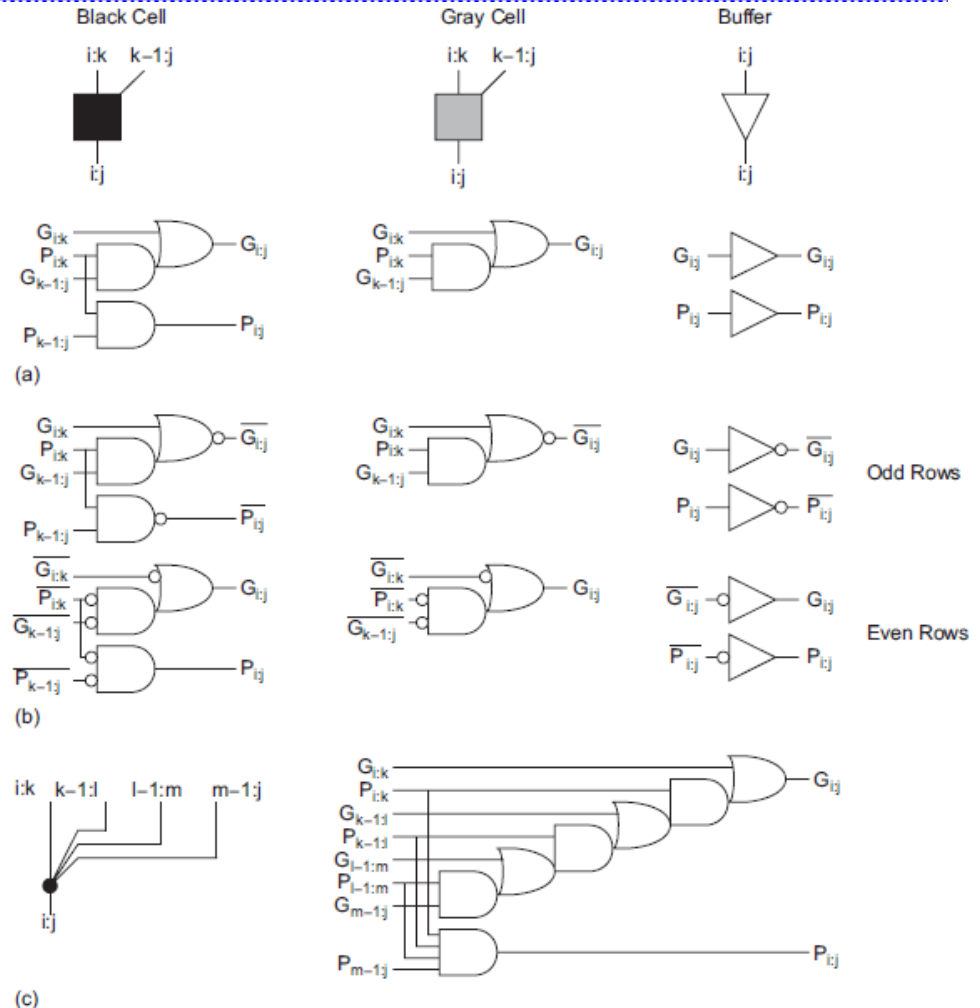 Black Cell Gray Cell Buffer
i:k k–1:j i:k k–1:j i:j
i:j i:j i:j
G_{i:k} P_{i:k} G_{k–1:j} P_{k–1:j} G_{i:j} P_{i:j}
G_{i:k} P_{i:k} G_{k–1:j} G_{i:j}
G_{i:j} G_{i:j}
P_{i:j} P_{i:j}
(a)
G_{i:k} P_{i:k} G_{k–1:j} P_{k–1:j} \overline{G_{i:j}} \overline{P_{i:j}}
G_{i:k} P_{i:k} G_{k–1:j} \overline{G_{i:j}}
G_{i:j} \overline{G_{i:j}}
P_{i:j} \overline{P_{i:j}}
Odd Rows
\overline{G_{i:k}} \overline{P_{i:k}} \overline{G_{k–1:j}} \overline{P_{k–1:j}} G_{i:j} P_{i:j}
\overline{G_{i:k}} \overline{P_{i:k}} \overline{G_{k–1:j}} G_{i:j}
\overline{G_{i:j}} G_{i:j}
\overline{P_{i:j}} P_{i:j}
Even Rows
(b)
i:k k–1:l l–1:m m–1:j
i:j
G_{i:k}
P_{i:k}
G_{k–1:l}
P_{k–1:l}
G_{l–1:m}
P_{l–1:m}
G_{m–1:j}
P_{m–1:j}
G_{i:j}
P_{i:j}
(c)